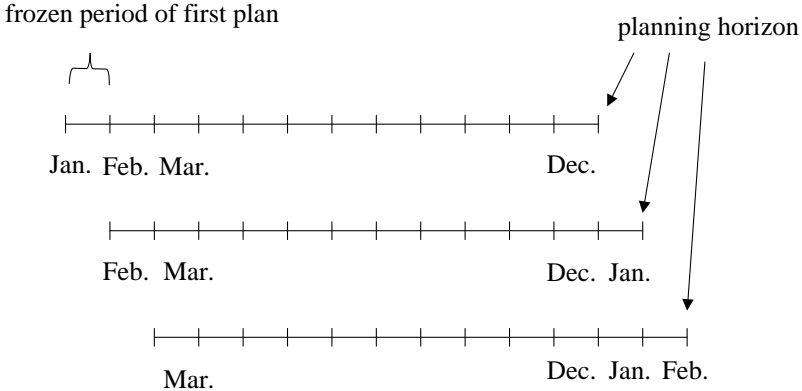 frozen period of first plan
planning horizon
Jan. Feb. Mar. Dec.
Feb. Mar. Dec. Jan.
Mar. Dec. Jan. Feb.